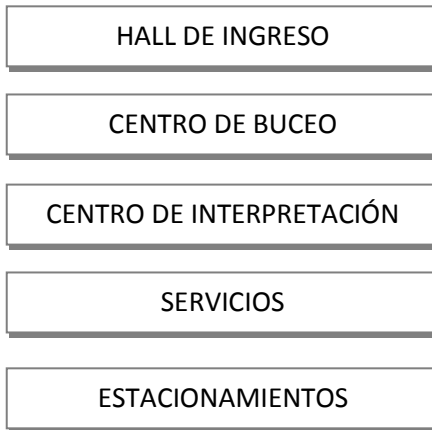 HALL DE INGRESO
CENTRO DE BUCEO
CENTRO DE INTERPRETACIÓN
SERVICIOS
ESTACIONAMIENTOS